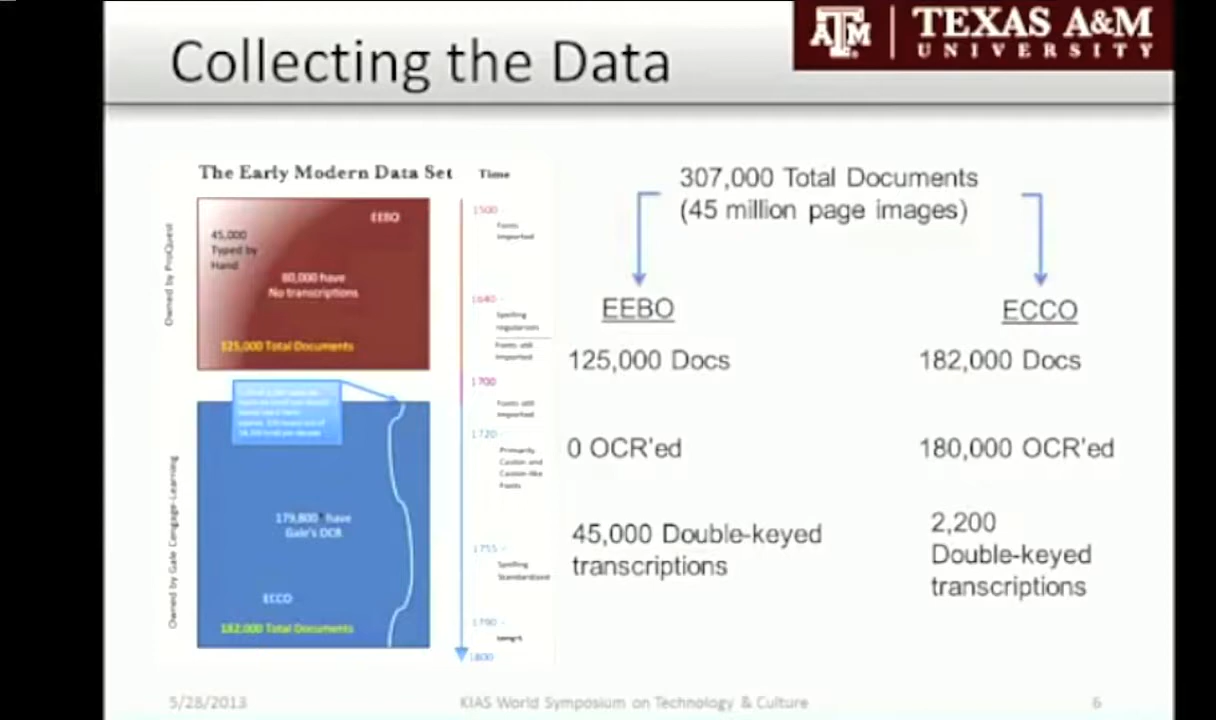 Collecting the Data
TEXAS A&M
UNIVERSITY
The Early Modern Data Set
Time
Owned by ProQuest
EEBO
45,000
Typed by
Hand
80,000 have
No transcriptions
125,000 Total Documents
Owned by Gale Cengage-Learning
179,800 have
Gale's OCR
ECCO
182,000 Total Documents
1500
Fonts
Imported
1640
Spelling
Fonts still
Imported
1700
Fonts still
Imported
1720
Primarily
Caslon and
Caslon-like
Fonts
1755
Spelling
Standardized
1790
1800
307,000 Total Documents
(45 million page images)
EEBO
125,000 Docs
0 OCR'ed
45,000 Double-keyed
transcriptions
ECCO
182,000 Docs
180,000 OCR'ed
2,200
Double-keyed
transcriptions
5/28/2013
KIAS World Symposium on Technology & Culture
6